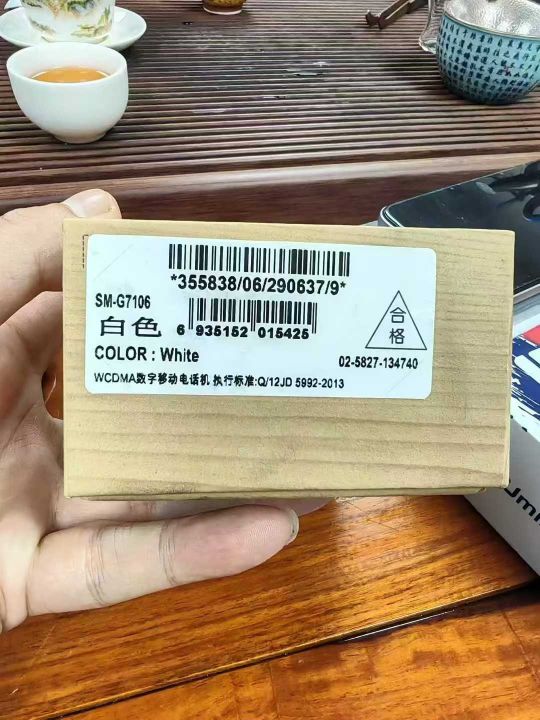 *355838/06/290637/9*
SM-G7106
白色
6 935152 015425
合格
COLOR : White
02-5827-134740
WCDMA数字移动电话机 执行标准:Q/12JD 5992-2013